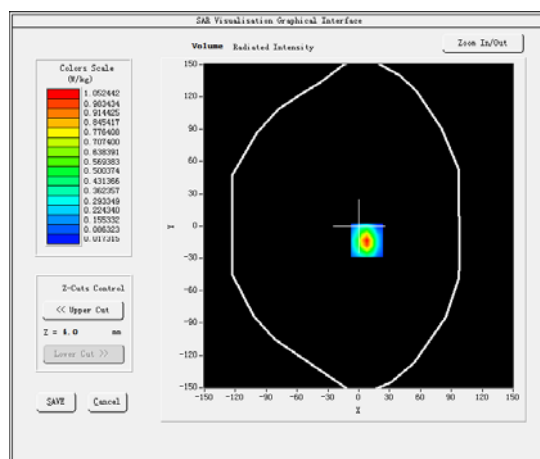 SAR Visualisation Graphical Interface
Volume Radiated Intensity
Zoom In/Out
Colors Scale
(W/kg)
1.052442
0.983434
0.914425
0.845417
0.776408
0.707400
0.638391
0.569383
0.500374
0.431366
0.362357
0.293349
0.224340
0.155332
0.086323
0.017315
Z-Cuts Control
<< Upper Cut
Z = 4.0 mm
Lower Cut >>
SAVE
Cancel
150
120
90
60
30
0
-30
-60
-90
-120
-150
Y
-150 -120 -90 -60 -30 0 30 60 90 120 150
X